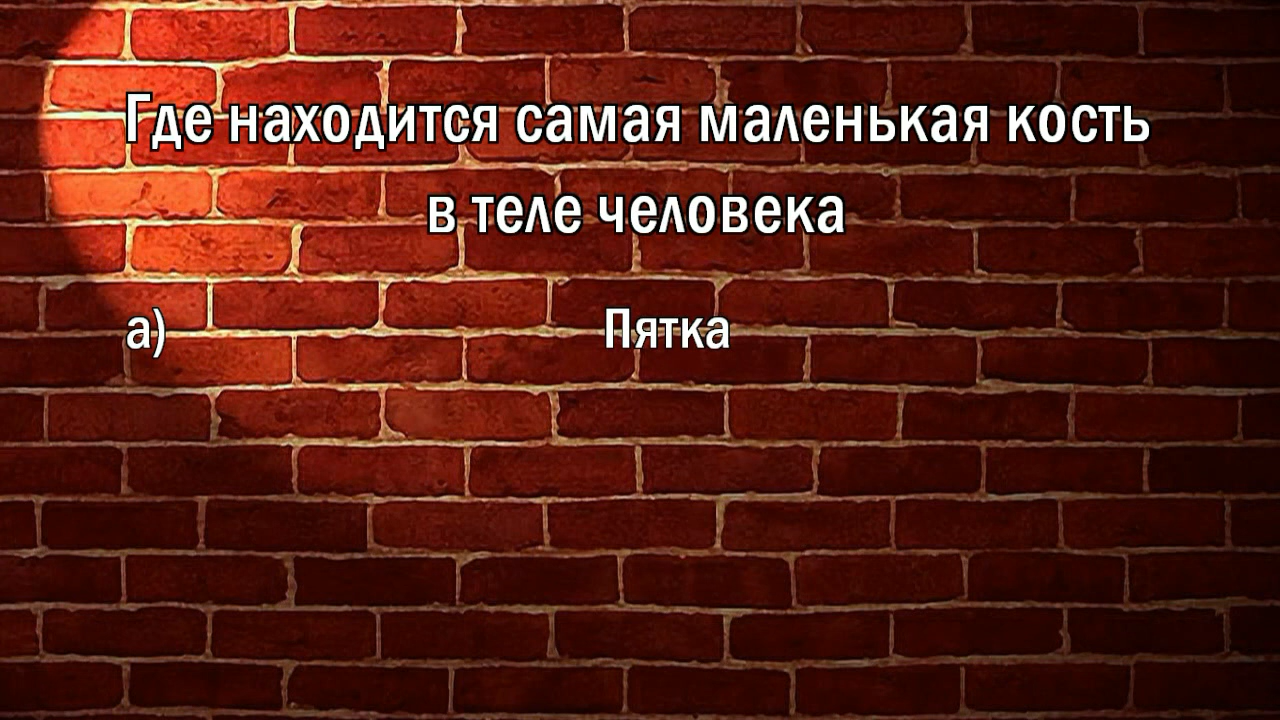 Где находится самая маленькая кость
в теле человека
а) Пятка